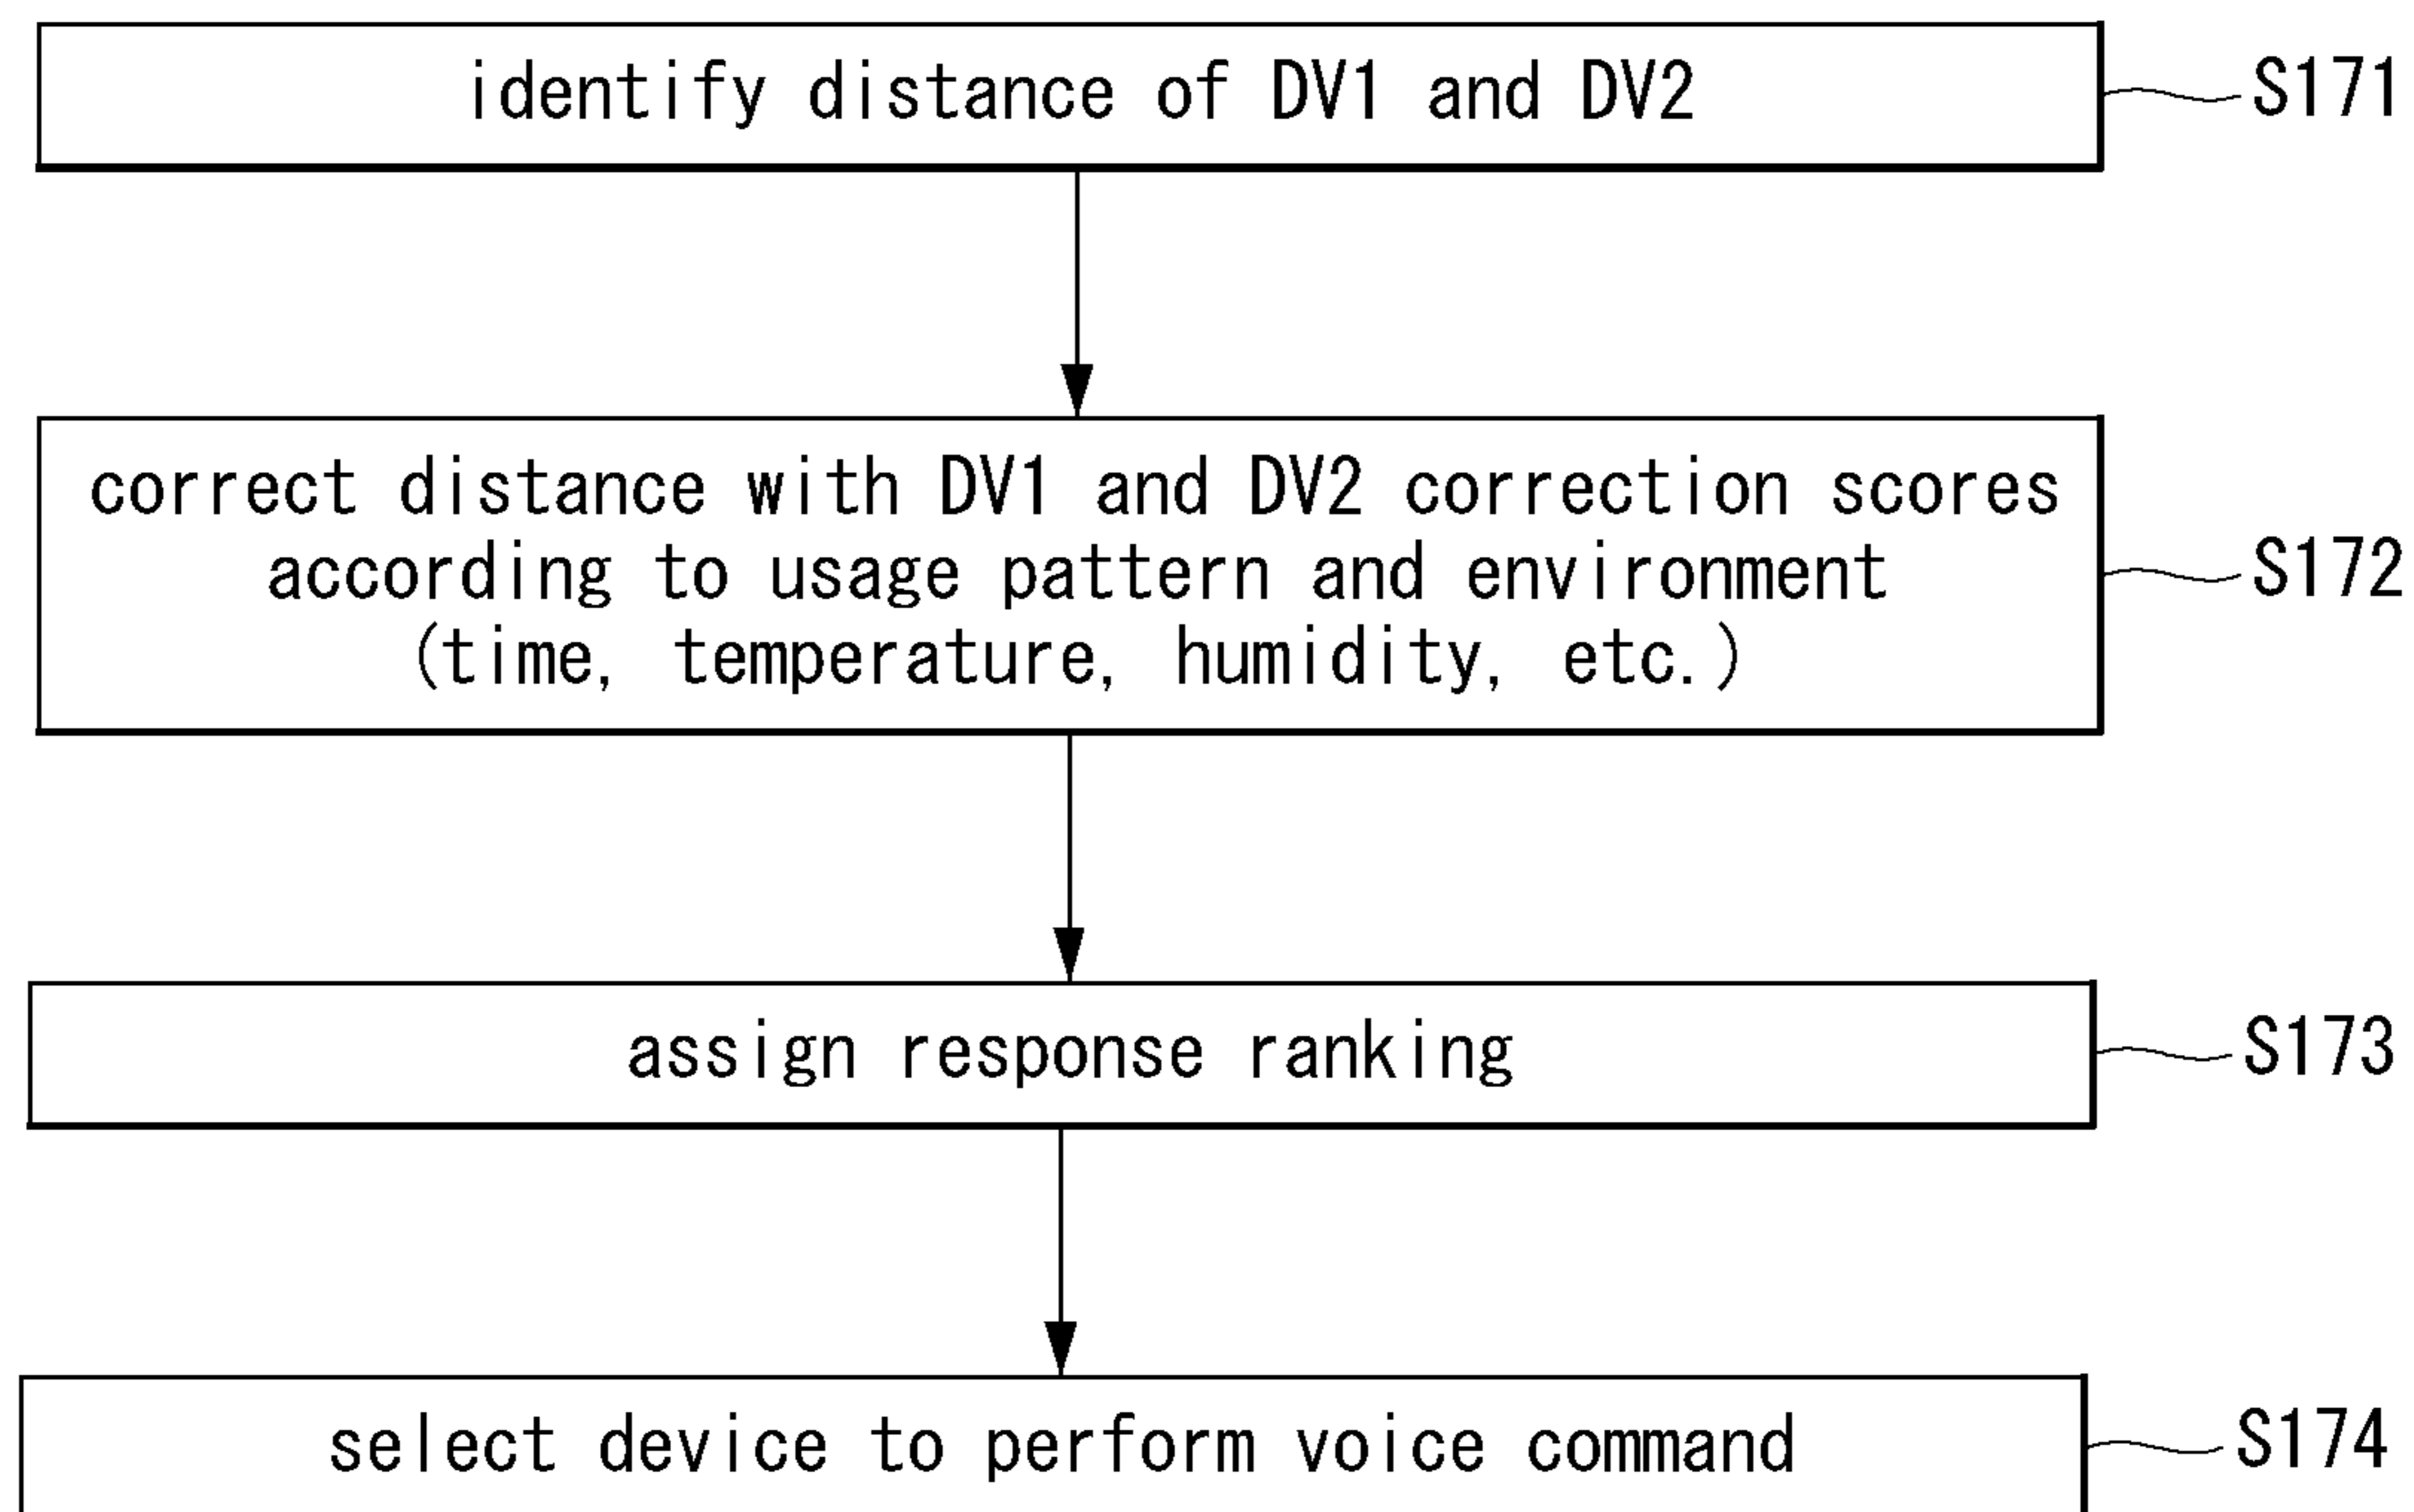 identify distance of DV1 and DV2
S171
correct distance with DV1 and DV2 correction scores
according to usage pattern and environment
(time, temperature, humidity, etc.)
S172
assign response ranking
S173
select device to perform voice command
S174